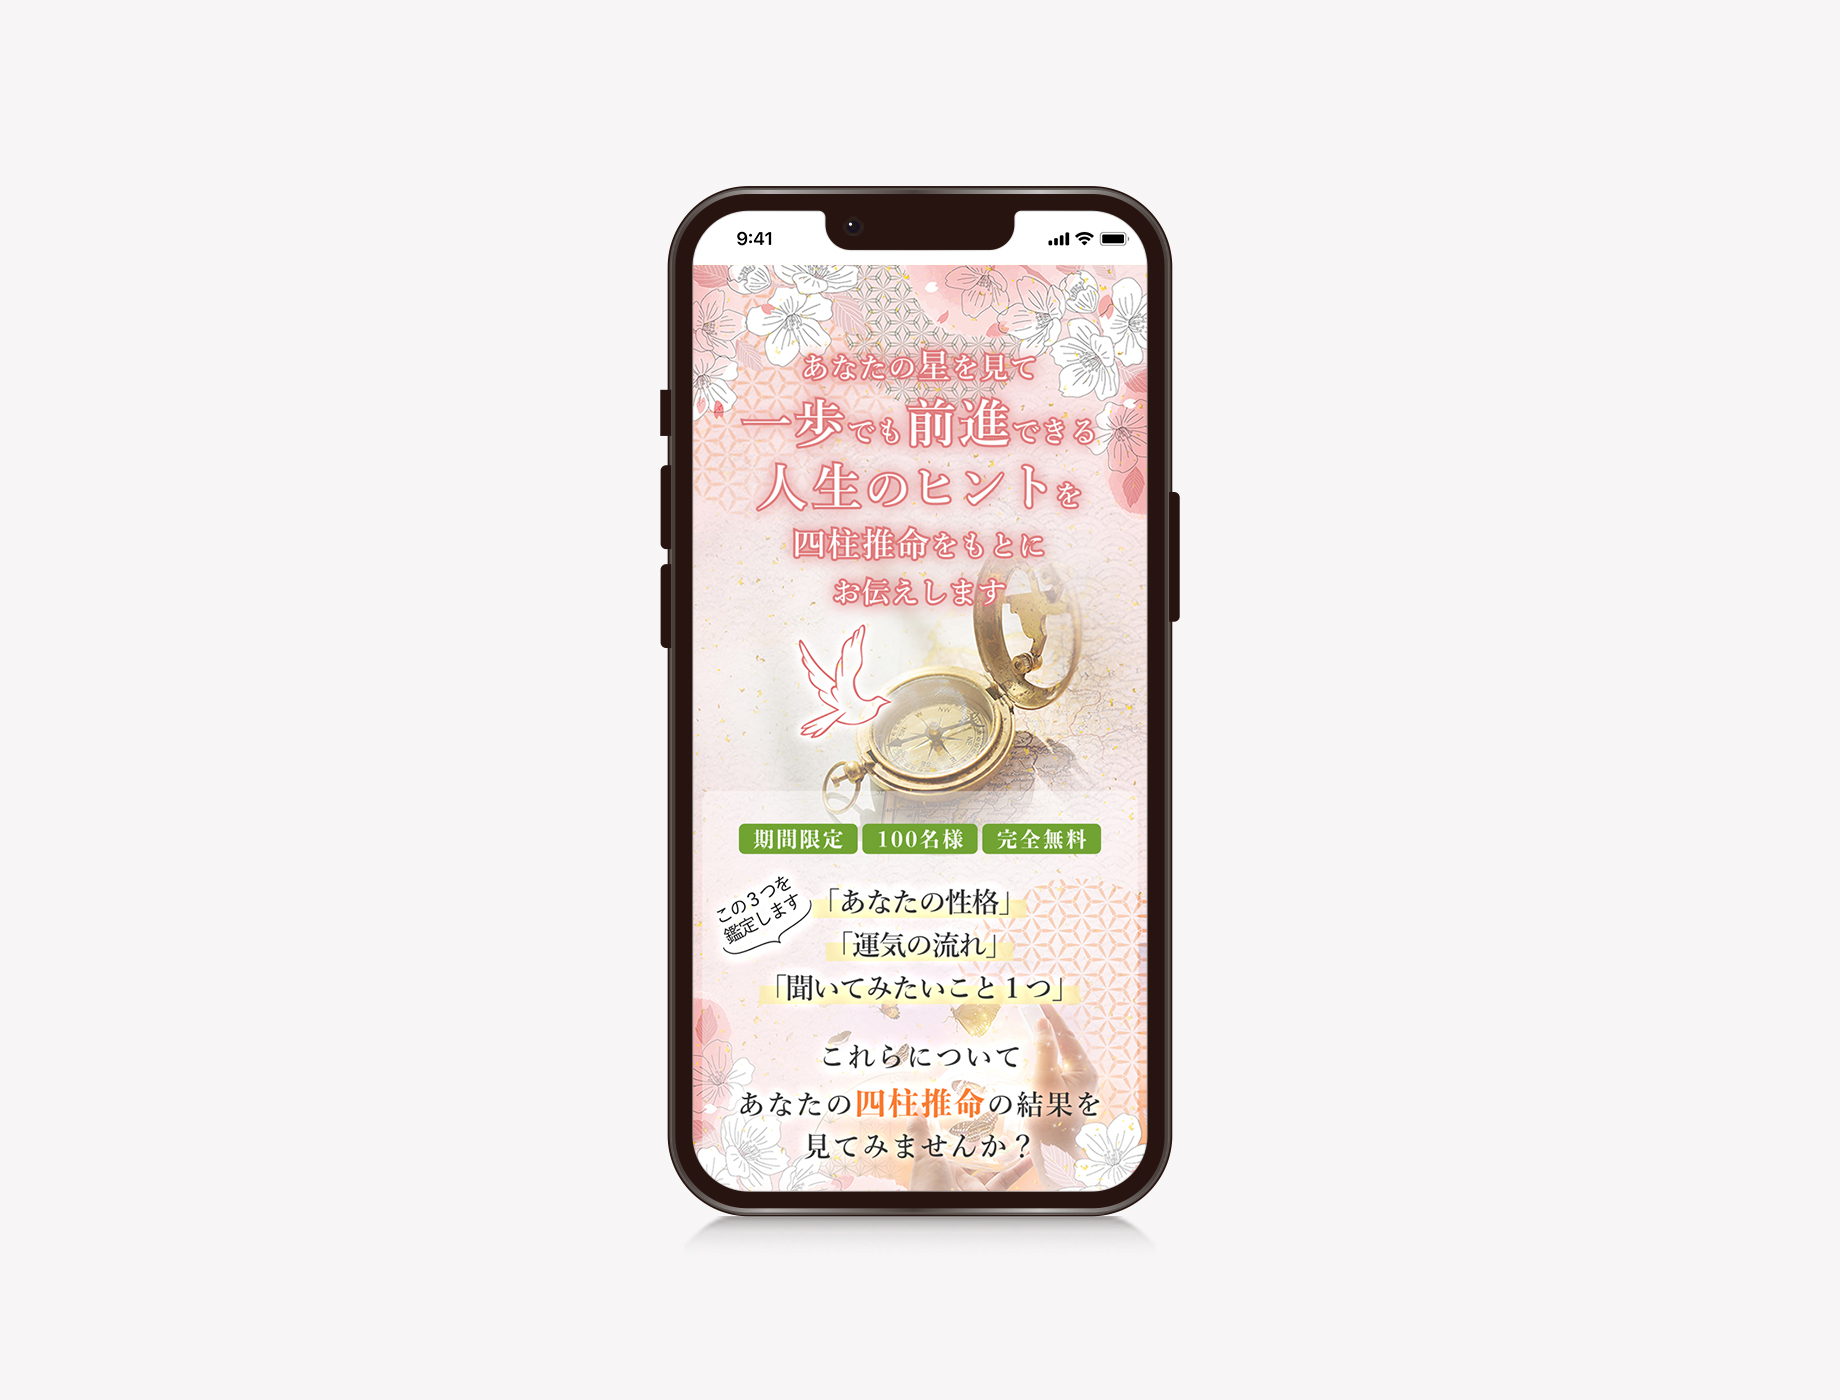 9:41
あなたの星を見て
一歩でも前進できる
人生のヒントを
四柱推命をもとに
お伝えします
NW
W
期間限定 100名様 完全無料
この3つを
鑑定します
「あなたの性格」
「運気の流れ」
「聞いてみたいこと1つ」
これらについて
あなたの四柱推命の結果を
見てみませんか？